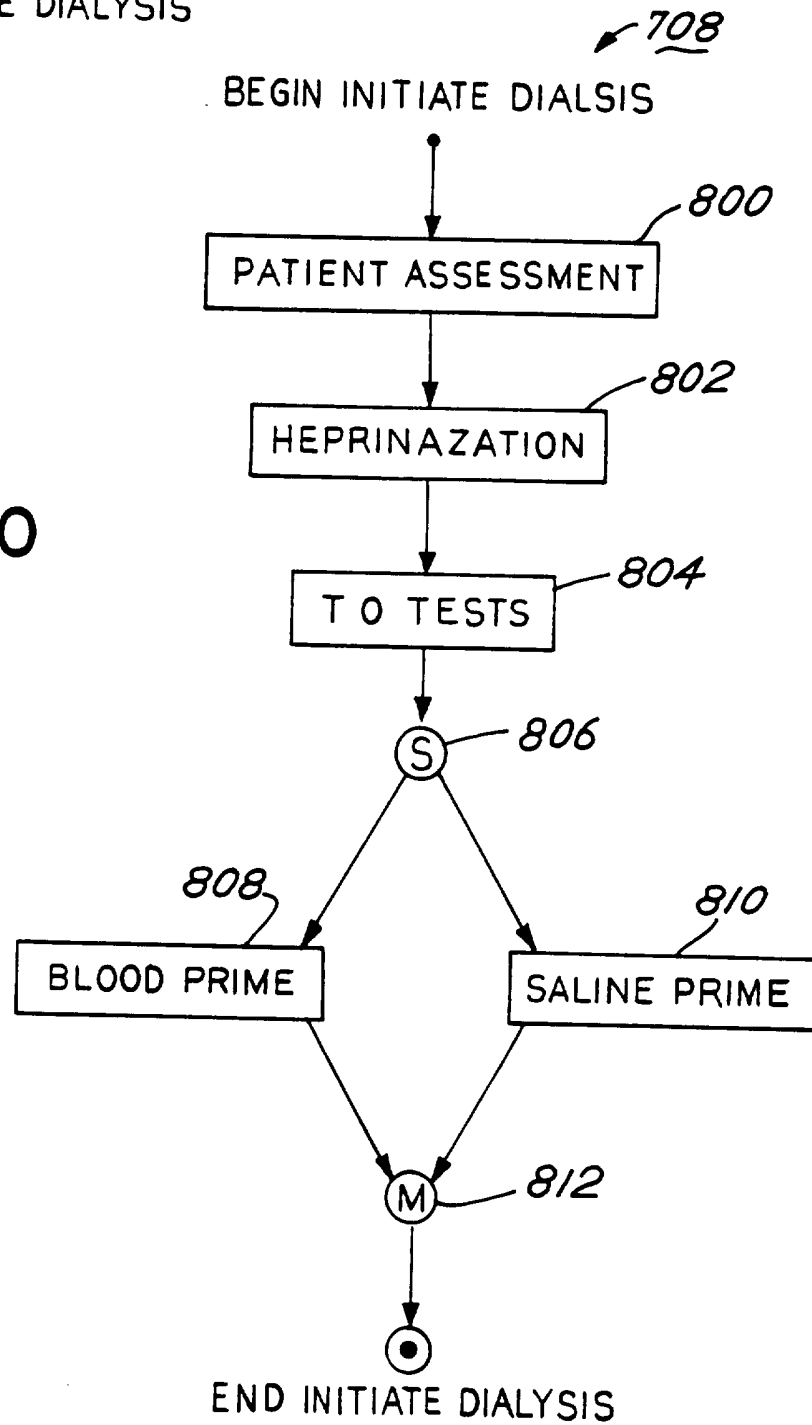 E DIALYSIS
708
BEGIN INITIATE DIALSIS
800
PATIENT ASSESSMENT
802
HEPRINAZATION
804
T O TESTS
S
806
808
810
BLOOD PRIME
SALINE PRIME
M
812
END INITIATE DIALYSIS